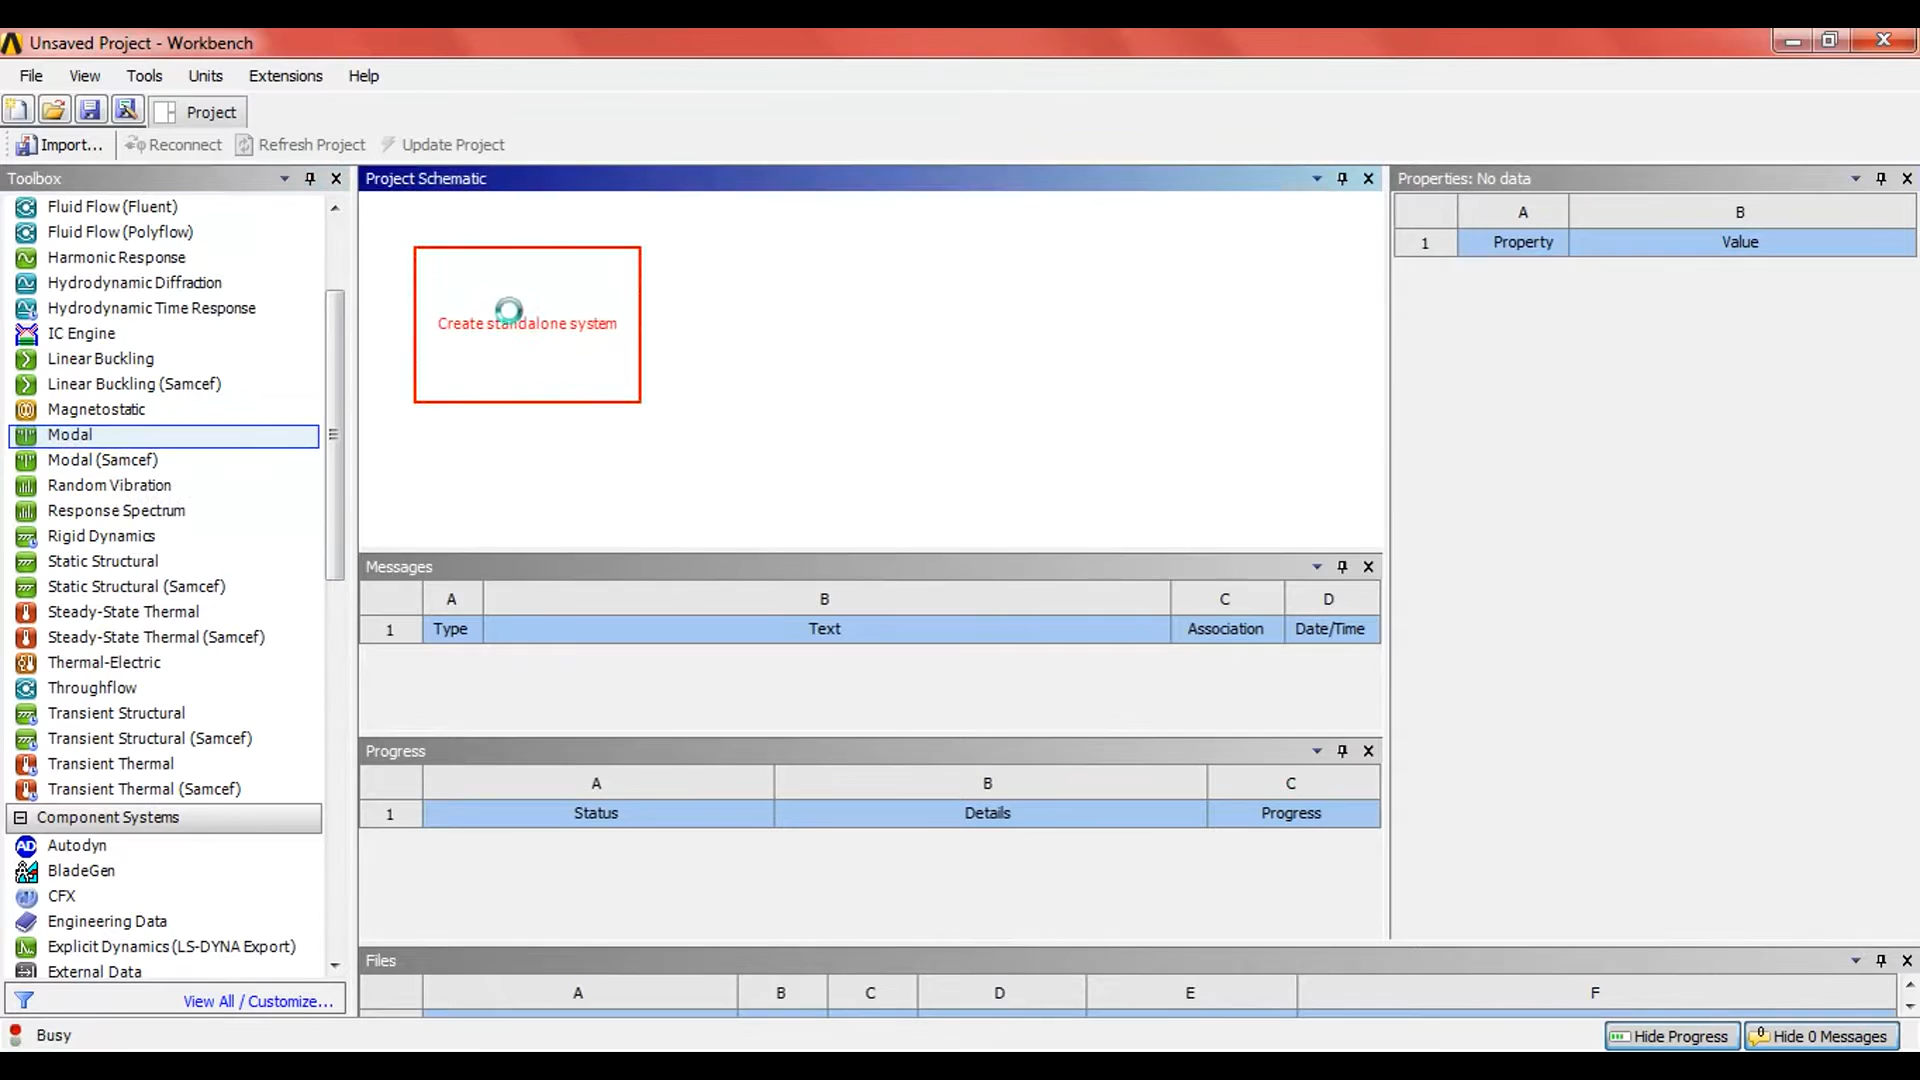 Unsaved Project - Workbench
File View Tools Units Extensions Help
Project
Import... Reconnect Refresh Project Update Project
Toolbox
Fluid Flow (Fluent)
Fluid Flow (Polyflow)
Harmonic Response
Hydrodynamic Diffraction
Hydrodynamic Time Response
IC Engine
Linear Buckling
Linear Buckling (Samcef)
Magnetostatic
Modal
Modal (Samcef)
Random Vibration
Response Spectrum
Rigid Dynamics
Static Structural
Static Structural (Samcef)
Steady-State Thermal
Steady-State Thermal (Samcef)
Thermal-Electric
Throughflow
Transient Structural
Transient Structural (Samcef)
Transient Thermal
Transient Thermal (Samcef)
Component Systems
Autodyn
BladeGen
CFX
Engineering Data
Explicit Dynamics (LS-DYNA Export)
External Data
View All / Customize...
Project Schematic
Create standalone system
Messages
A B C D
1 Type Text Association Date/Time
Progress
A B C
1 Status Details Progress
Files
A B C D E F
Properties: No data
A B
1 Property Value
Busy
Hide Progress
Hide 0 Messages